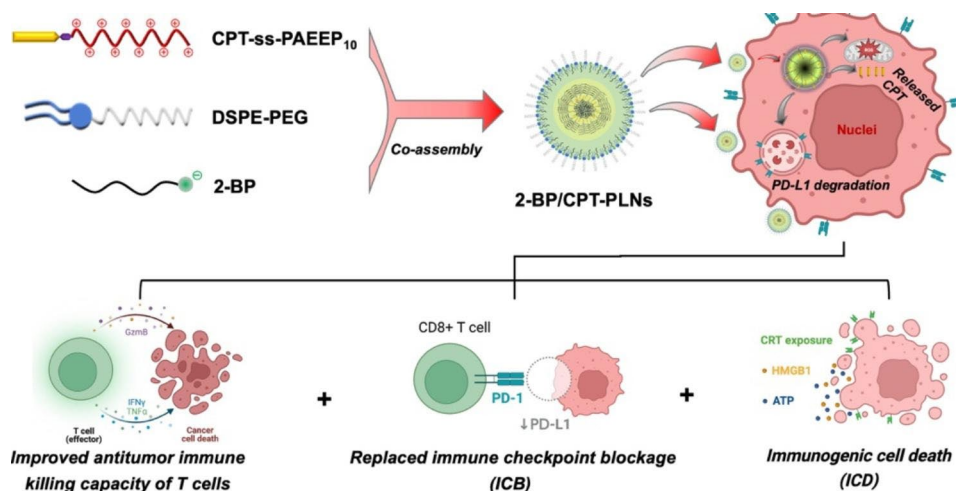 CPT-ss-PAEEP10
DSPE-PEG
2-BP
Co-assembly
2-BP/CPT-PLNs
ROS
Released
CPT
Nuclei
PD-L1 degradation
GzmB
IFNγ
TNFα
T cell
(effector)
Cancer
cell death
Improved antitumor immune
killing capacity of T cells
+
CD8+ T cell
PD-1
↓PD-L1
Replaced immune checkpoint blockage
(ICB)
+
CRT exposure
HMGB1
ATP
Immunogenic cell death
(ICD)